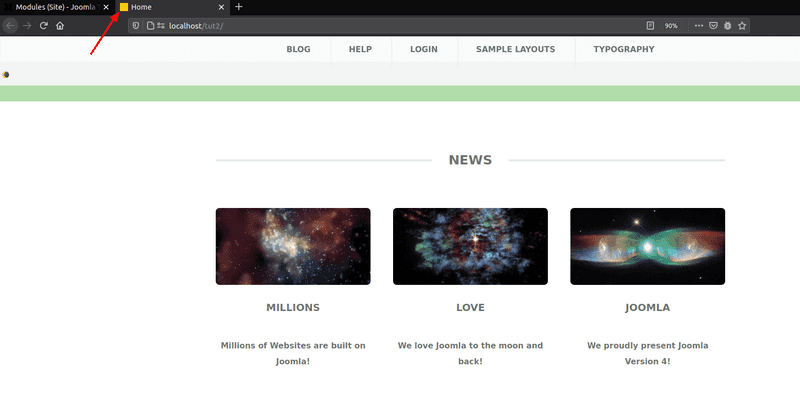 Modules (Site) - Joomla
Home
localhost/tut2/
90%
BLOG
HELP
LOGIN
SAMPLE LAYOUTS
TYPOGRAPHY
NEWS
MILLIONS
LOVE
JOOMLA
Millions of Websites are built on
Joomla!
We love Joomla to the moon and
back!
We proudly present Joomla
Version 4!